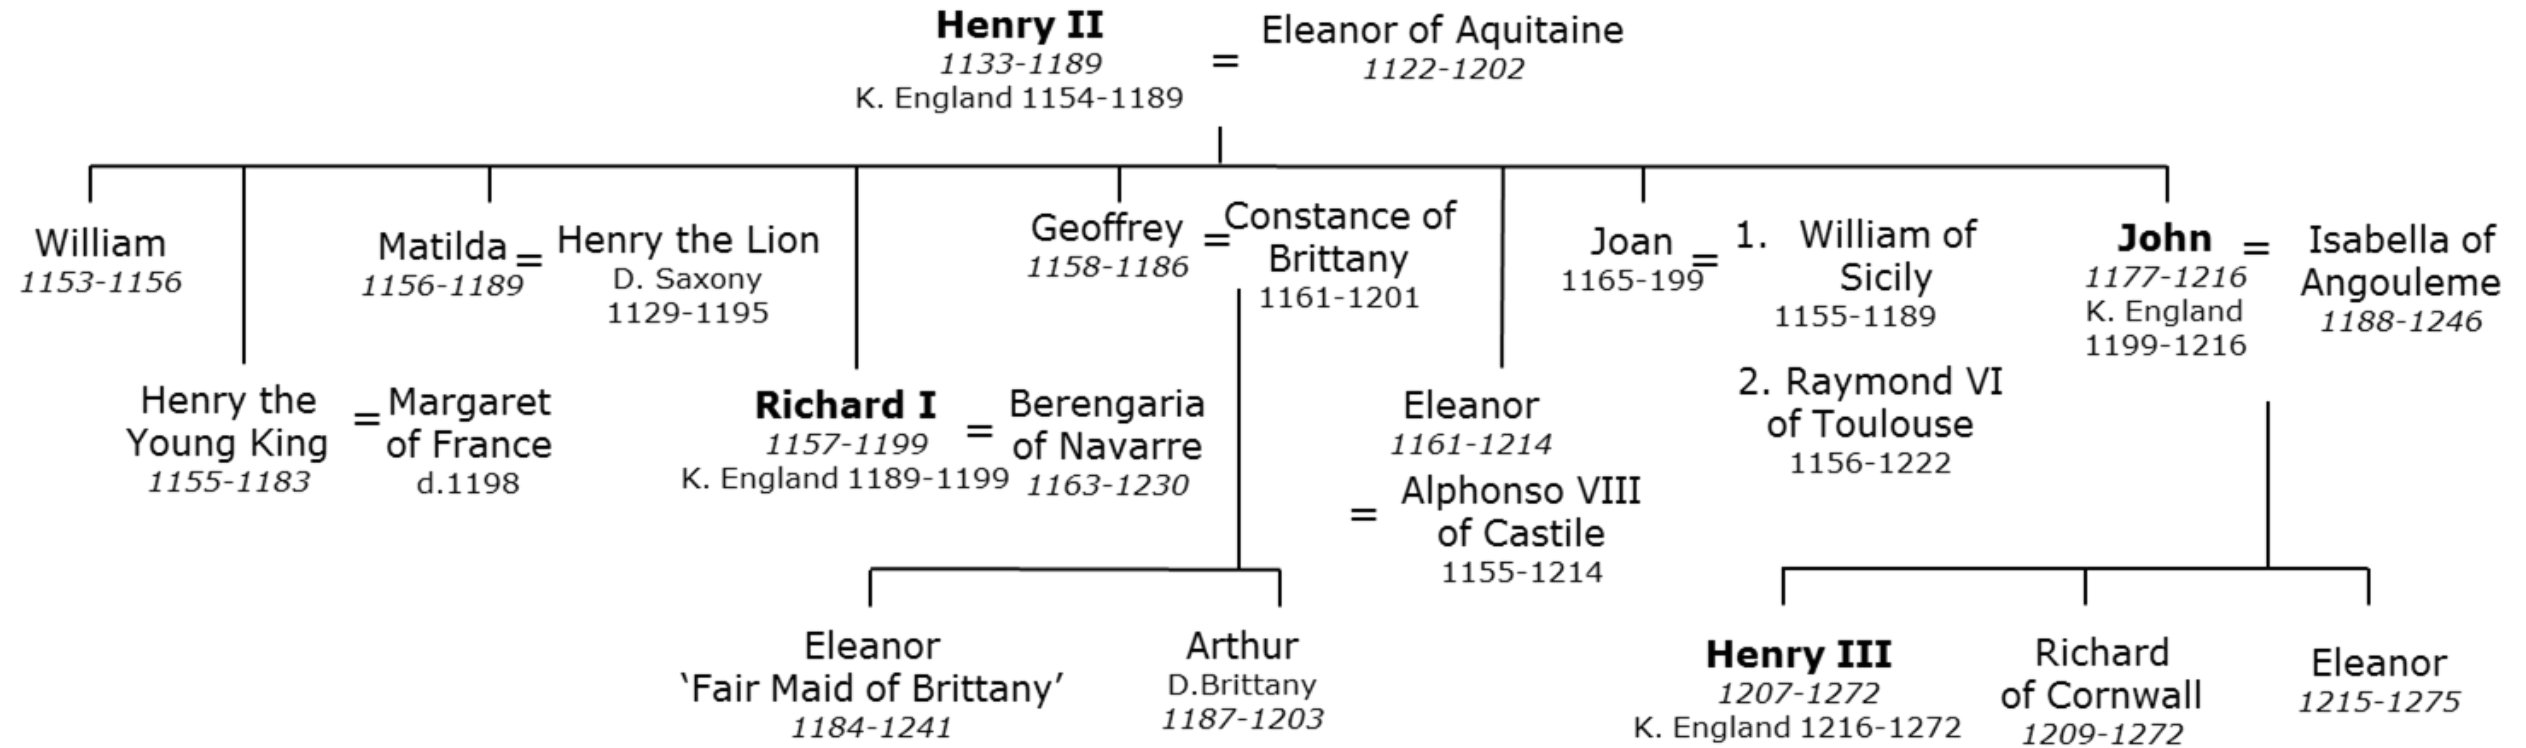 Henry II
1133-1189
K. England 1154-1189
=
Eleanor of Aquitaine
1122-1202
William
1153-1156
Matilda
1156-1189
=
Henry the Lion
D. Saxony
1129-1195
Geoffrey
1158-1186
=
Constance of
Brittany
1161-1201
Joan
1165-199
=
1. William of
Sicily
1155-1189
2. Raymond VI
of Toulouse
1156-1222
John
1177-1216
K. England
1199-1216
=
Isabella of
Angouleme
1188-1246
Henry the
Young King
1155-1183
=
Margaret
of France
d.1198
Richard I
1157-1199
K. England 1189-1199
=
Berengaria
of Navarre
1163-1230
Eleanor
1161-1214
=
Alphonso VIII
of Castile
1155-1214
Eleanor
‘Fair Maid of Brittany’
1184-1241
Arthur
D.Brittany
1187-1203
Henry III
1207-1272
K. England 1216-1272
Richard
of Cornwall
1209-1272
Eleanor
1215-1275